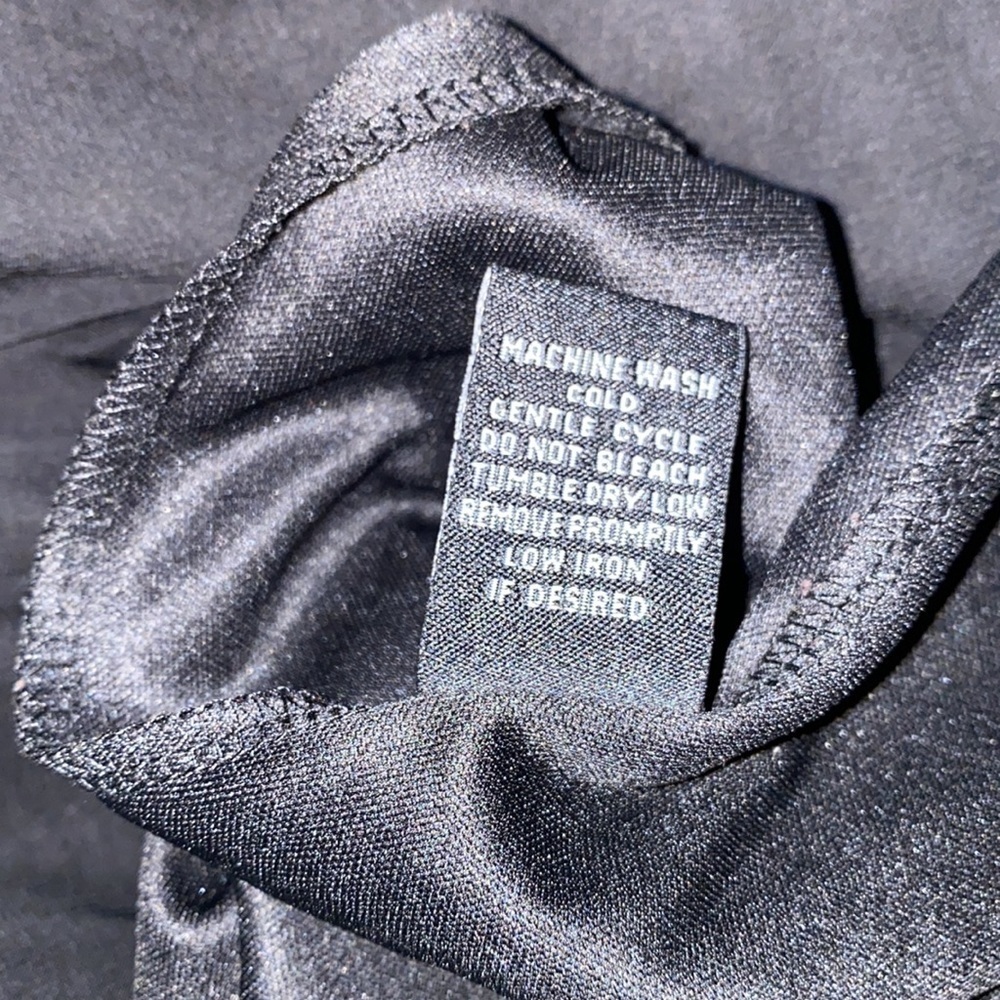 MACHINE WASH
COLD
GENTLE CYCLE
DO NOT BLEACH
TUMBLE DRY LOW
REMOVE PROMPTLY
LOW IRON
IF DESIRED